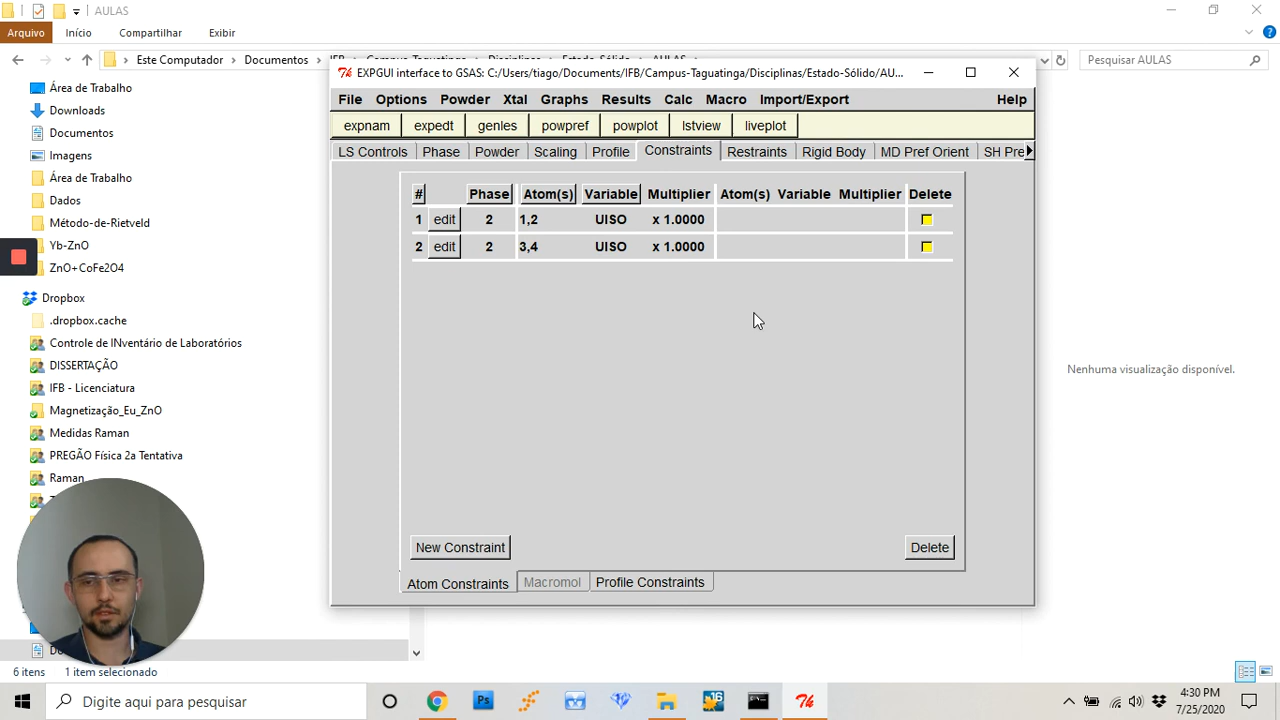 AULAS
Arquivo Início Compartilhar Exibir
Este Computador Documentos IFB Campus-Taguatinga Disciplinas Estado-Sólido AULAS
Pesquisar AULAS
Área de Trabalho
Downloads
Documentos
Imagens
Área de Trabalho
Dados
Método-de-Rietveld
Yb-ZnO
ZnO+CoFe2O4
Dropbox
.dropbox.cache
Controle de INventário de Laboratórios
DISSERTAÇÃO
IFB - Licenciatura
Magnetização_Eu_ZnO
Medidas Raman
PREGÃO Física 2a Tentativa
Raman
6 itens 1 item selecionado
EXPGUI interface to GSAS: C:/Users/tiago/Documents/IFB/Campus-Taguatinga/Disciplinas/Estado-Sólido/AU...
File Options Powder Xtal Graphs Results Calc Macro Import/Export Help
expnam expedt genles powpref powplot lstview liveplot
LS Controls Phase Powder Scaling Profile Constraints Restraints Rigid Body MD Pref Orient SH Pre
# Phase Atom(s) Variable Multiplier Atom(s) Variable Multiplier Delete
1 edit 2 1,2 UISO x 1.0000
2 edit 2 3,4 UISO x 1.0000
New Constraint Delete
Atom Constraints Macromol Profile Constraints
Nenhuma visualização disponível.
Digite aqui para pesquisar
Ps
16
4:30 PM
7/25/2020